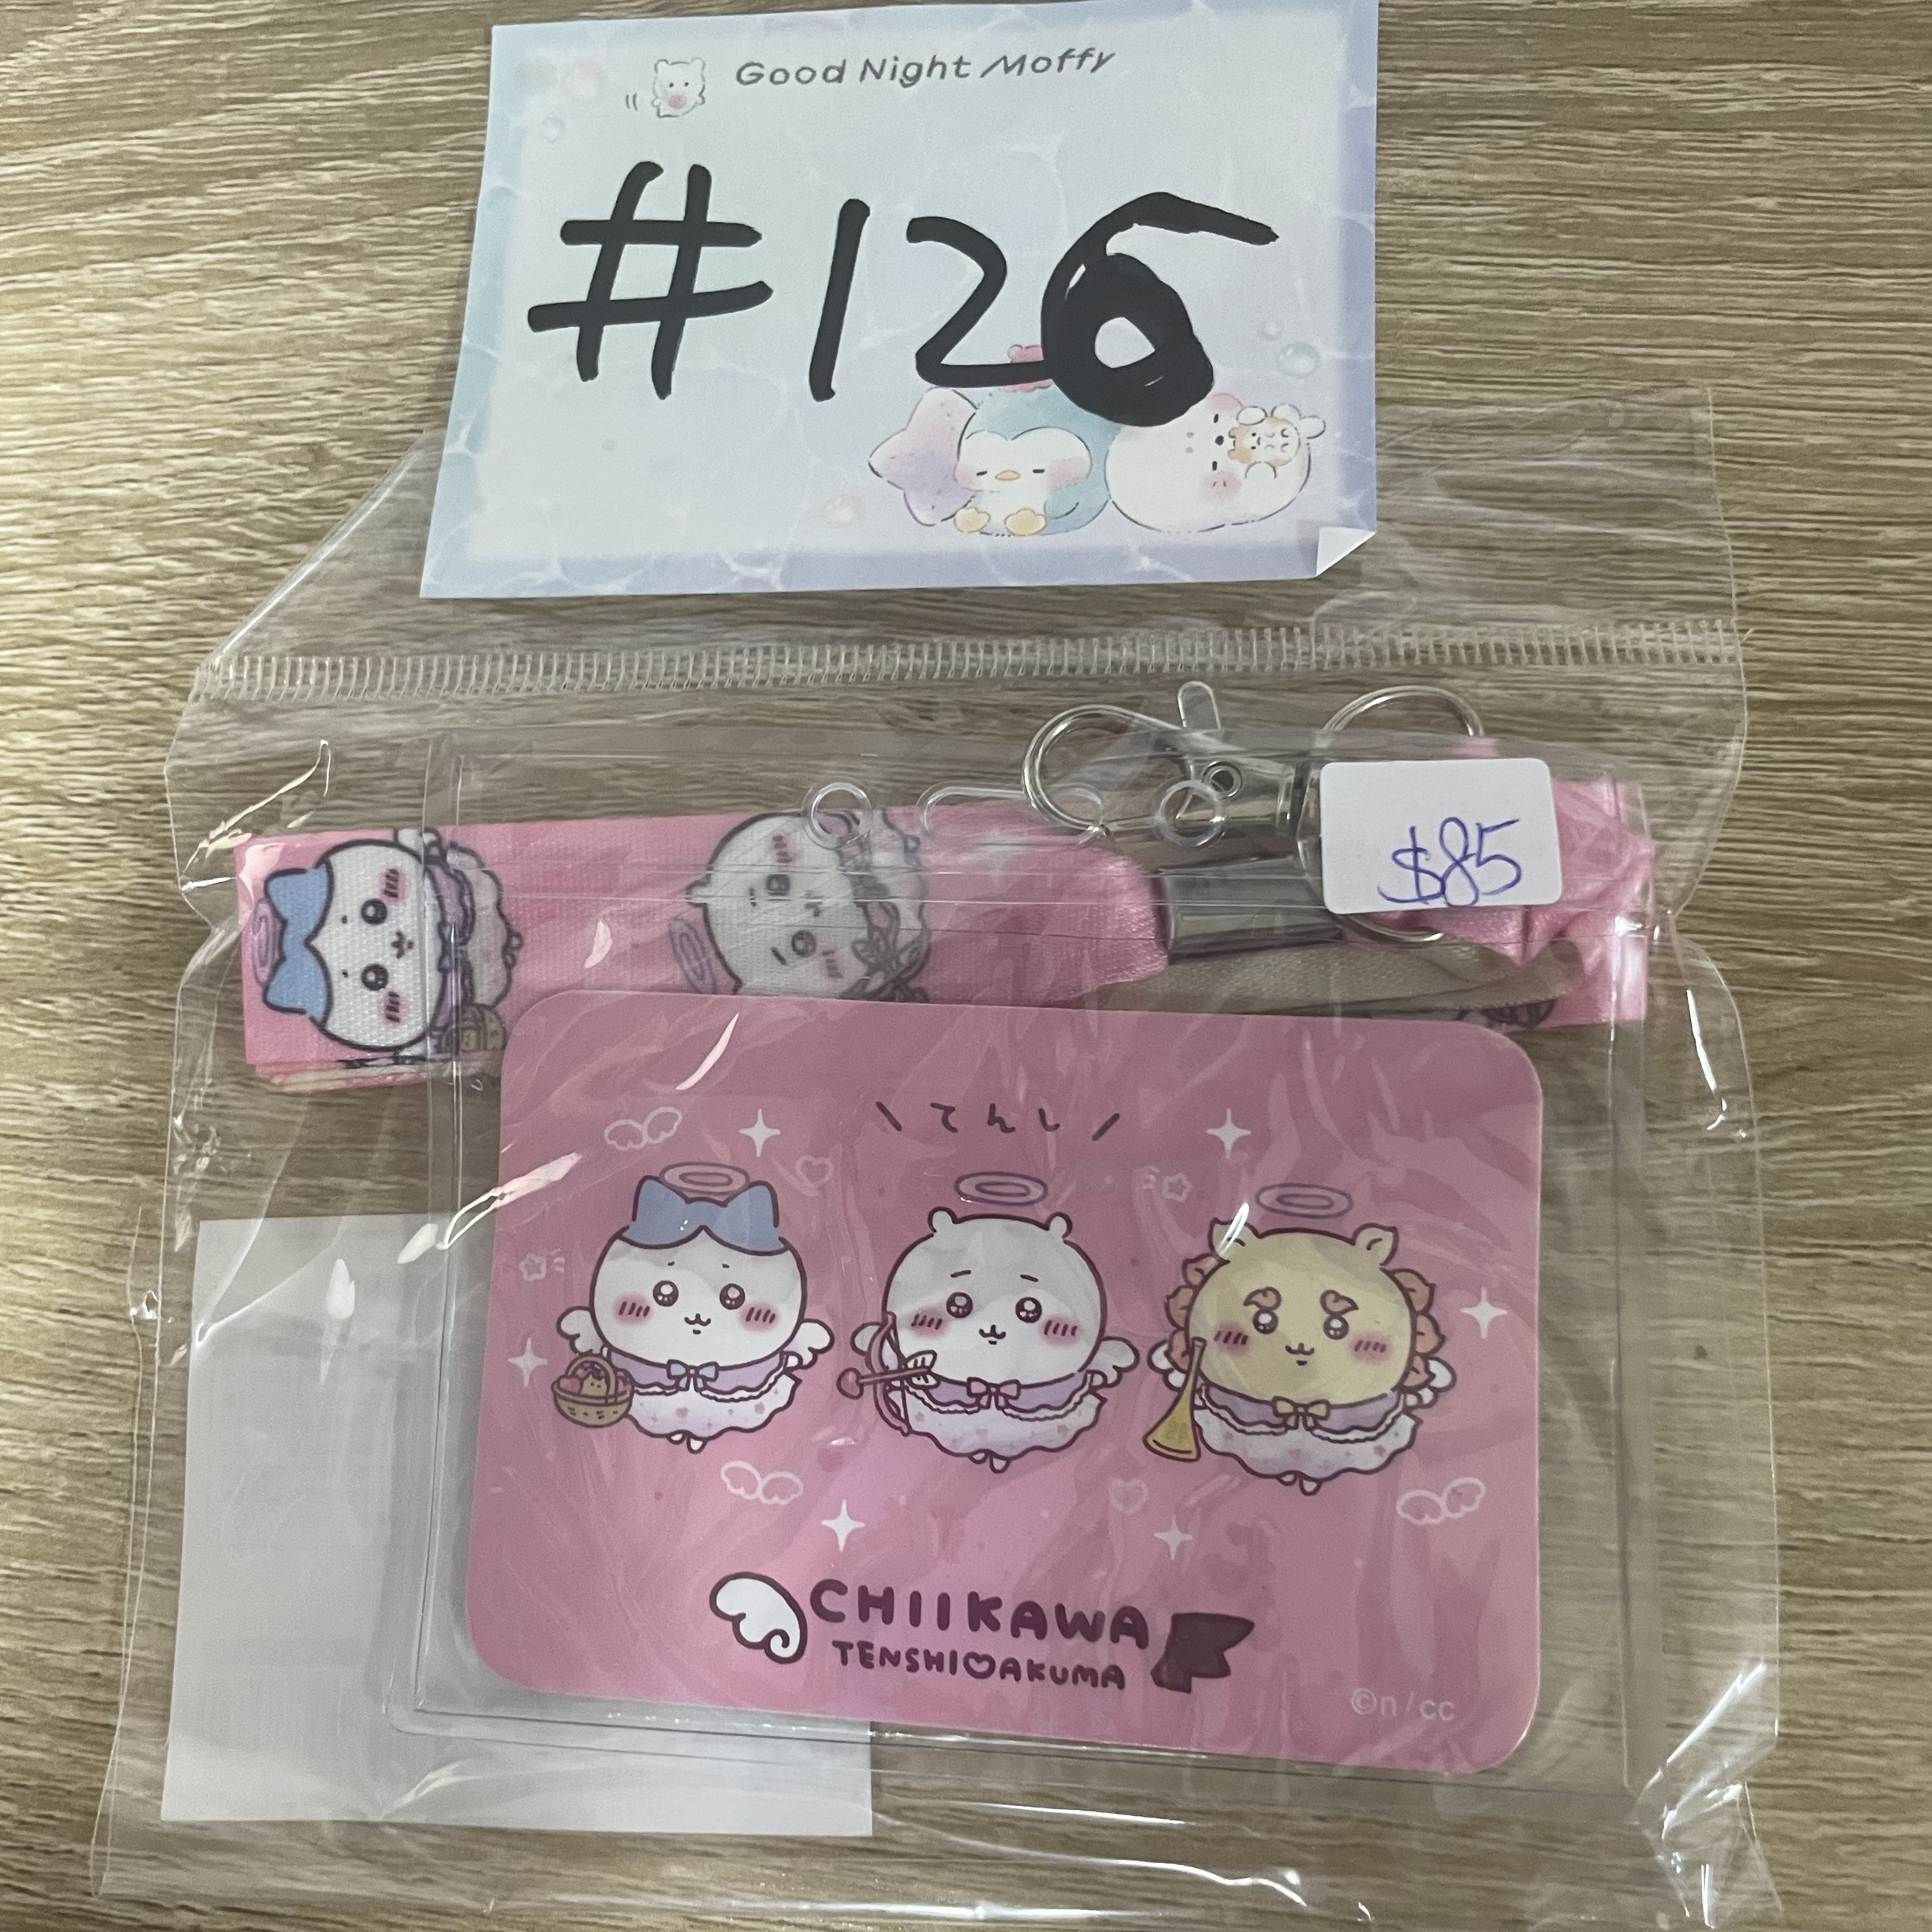 Good Night Moffy
#126
$85
\ てんし /
CHIIKAWA
TENSHI♡AKUMA
©n/cc